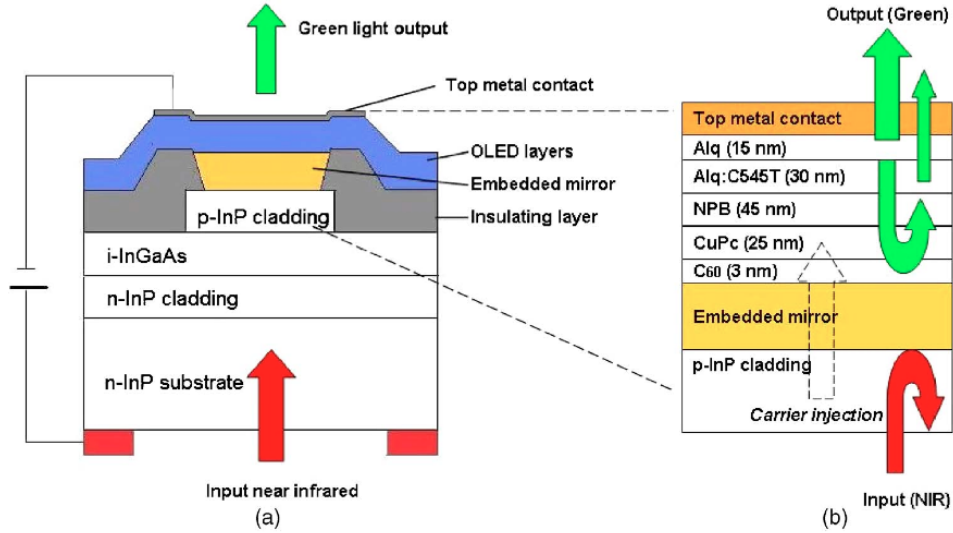 Green light output
Top metal contact
OLED layers
Embedded mirror
Insulating layer
p-InP cladding
i-InGaAs
n-InP cladding
n-InP substrate
Input near infrared
(a)
Output (Green)
Top metal contact
Alq (15 nm)
Alq:C545T (30 nm)
NPB (45 nm)
CuPc (25 nm)
C60 (3 nm)
Embedded mirror
p-InP cladding
Carrier injection
Input (NIR)
(b)